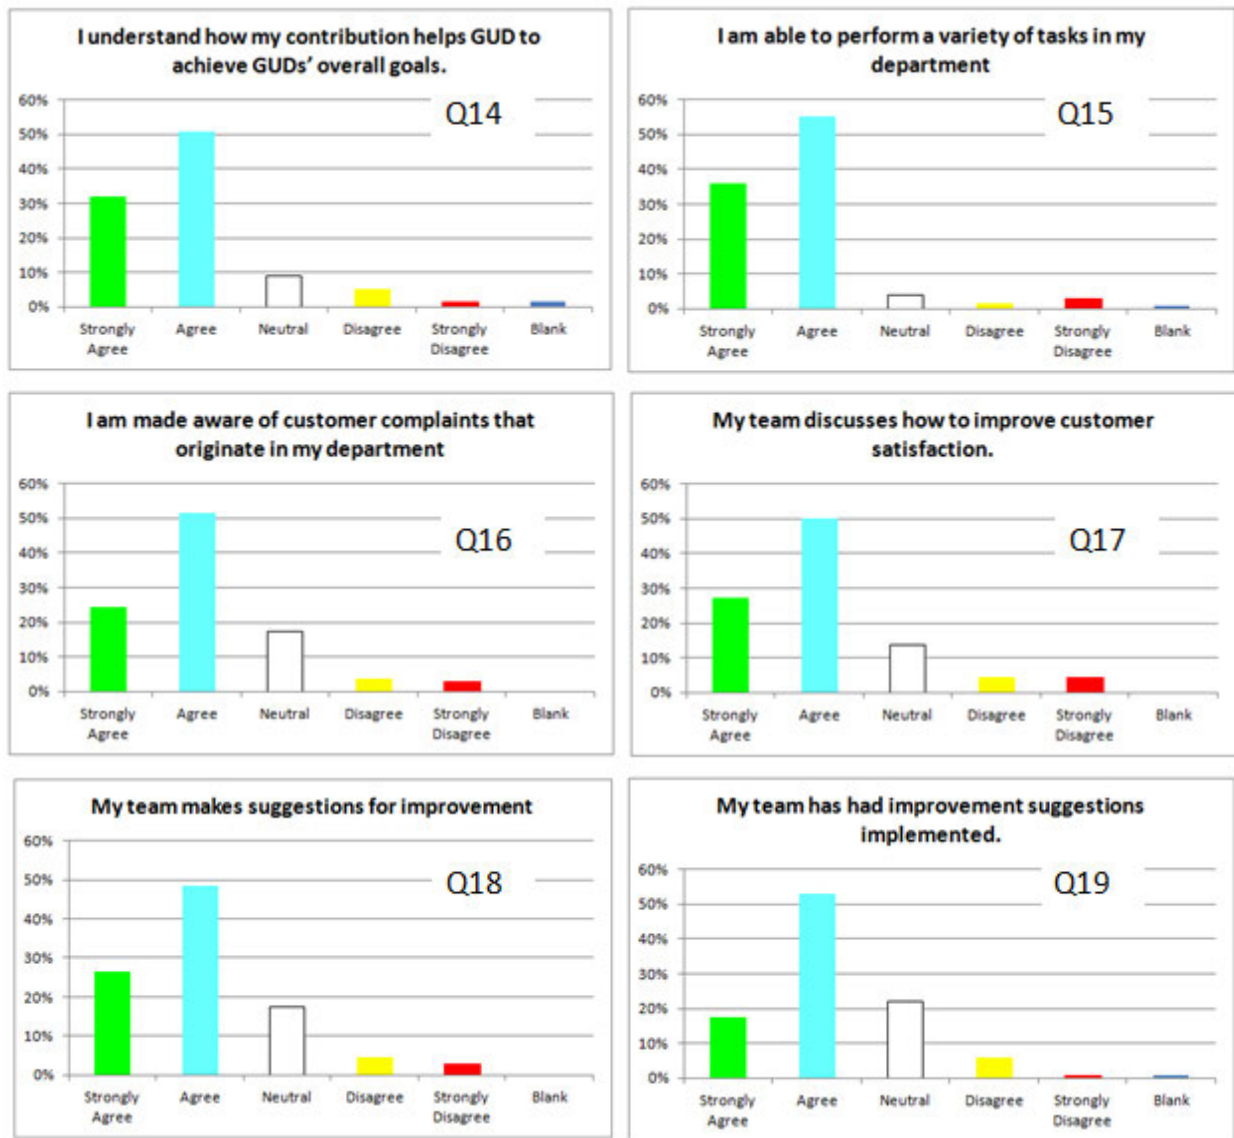 I understand how my contribution helps GUD to
achieve GUDs' overall goals.
Q14
60%
50%
40%
30%
20%
10%
0%
Strongly Agree Neutral Disagree Strongly Blank
Agree Disagree
I am able to perform a variety of tasks in my
department
Q15
60%
50%
40%
30%
20%
10%
0%
Strongly Agree Neutral Disagree Strongly Blank
Agree Disagree
I am made aware of customer complaints that
originate in my department
Q16
60%
50%
40%
30%
20%
10%
0%
Strongly Agree Neutral Disagree Strongly Blank
Agree Disagree
My team discusses how to improve customer
satisfaction.
Q17
60%
50%
40%
30%
20%
10%
0%
Strongly Agree Neutral Disagree Strongly Blank
Agree Disagree
My team makes suggestions for improvement
Q18
60%
50%
40%
30%
20%
10%
0%
Strongly Agree Neutral Disagree Strongly Blank
Agree Disagree
My team has had improvement suggestions
implemented.
Q19
60%
50%
40%
30%
20%
10%
0%
Strongly Agree Neutral Disagree Strongly Blank
Agree Disagree